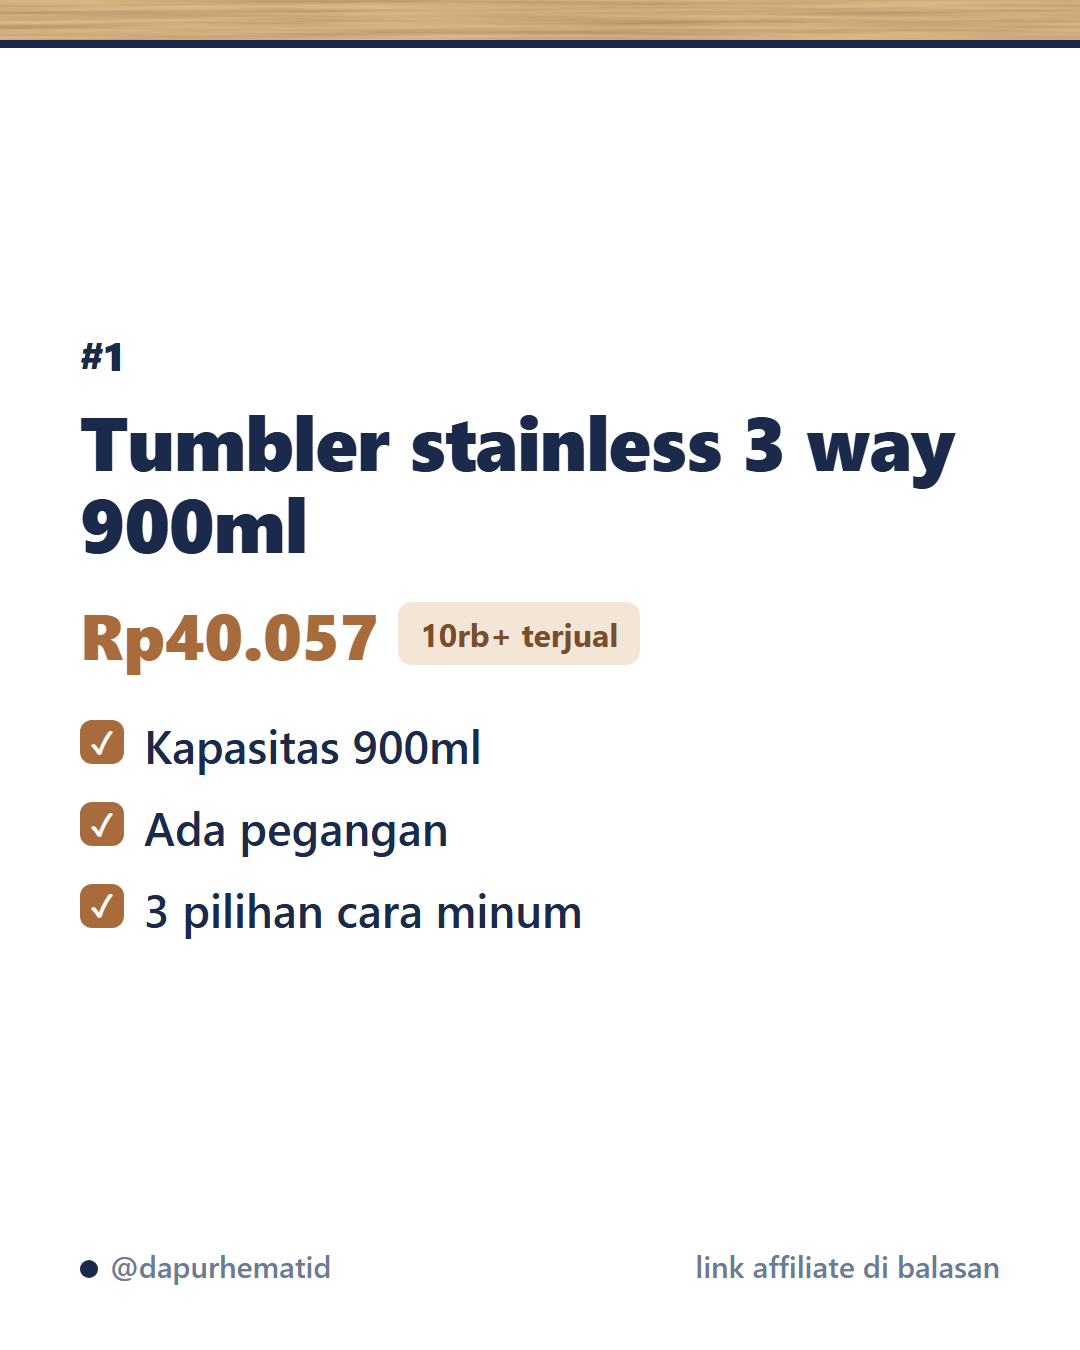 #1
Tumbler stainless 3 way
900ml
Rp40.057 10rb+ terjual
Kapasitas 900ml
Ada pegangan
3 pilihan cara minum
@dapurhematid link affiliate di balasan